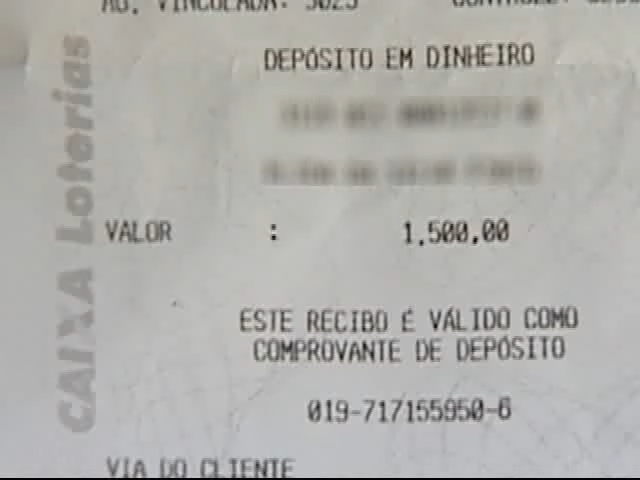 AG. VINCULADA: 3025
DEPÓSITO EM DINHEIRO
VALOR : 1.500,00
ESTE RECIBO É VÁLIDO COMO
COMPROVANTE DE DEPÓSITO
019-717155950-6
VIA DO CLIENTE
CAIXA Loterias